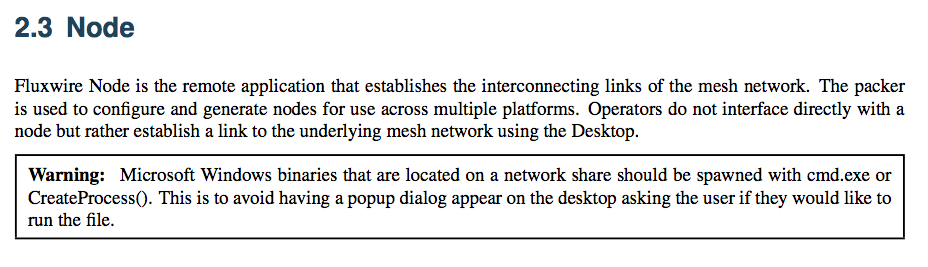 2.3 Node
Fluxwire Node is the remote application that establishes the interconnecting links of the mesh network. The packer
is used to configure and generate nodes for use across multiple platforms. Operators do not interface directly with a
node but rather establish a link to the underlying mesh network using the Desktop.
Warning: Microsoft Windows binaries that are located on a network share should be spawned with cmd.exe or
CreateProcess(). This is to avoid having a popup dialog appear on the desktop asking the user if they would like to
run the file.